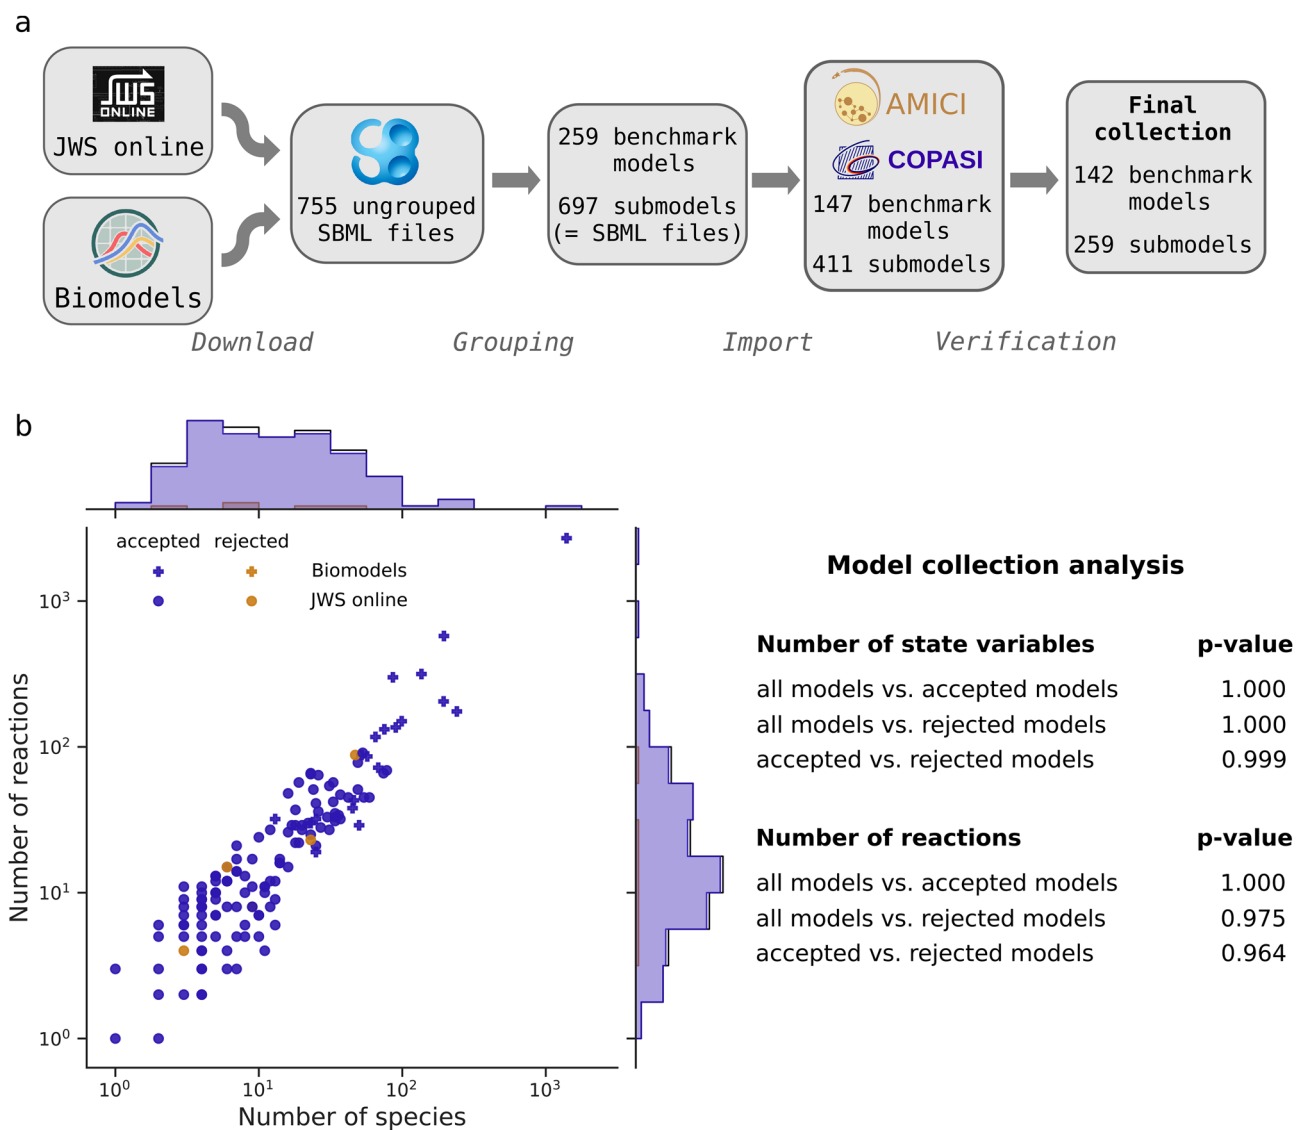 a
JWS
ONLINE
JWS online
Biomodels
755 ungrouped
SBML files
259 benchmark
models
697 submodels
(= SBML files)
AMICI
COPASI
147 benchmark
models
411 submodels
Final
collection
142 benchmark
models
259 submodels
Download
Grouping
Import
Verification
b
accepted rejected
Biomodels
JWS online
10³
10²
10¹
10⁰
Number of reactions
10⁰ 10¹ 10² 10³
Number of species
Model collection analysis
Number of state variables p-value
all models vs. accepted models 1.000
all models vs. rejected models 1.000
accepted vs. rejected models 0.999
Number of reactions p-value
all models vs. accepted models 1.000
all models vs. rejected models 0.975
accepted vs. rejected models 0.964